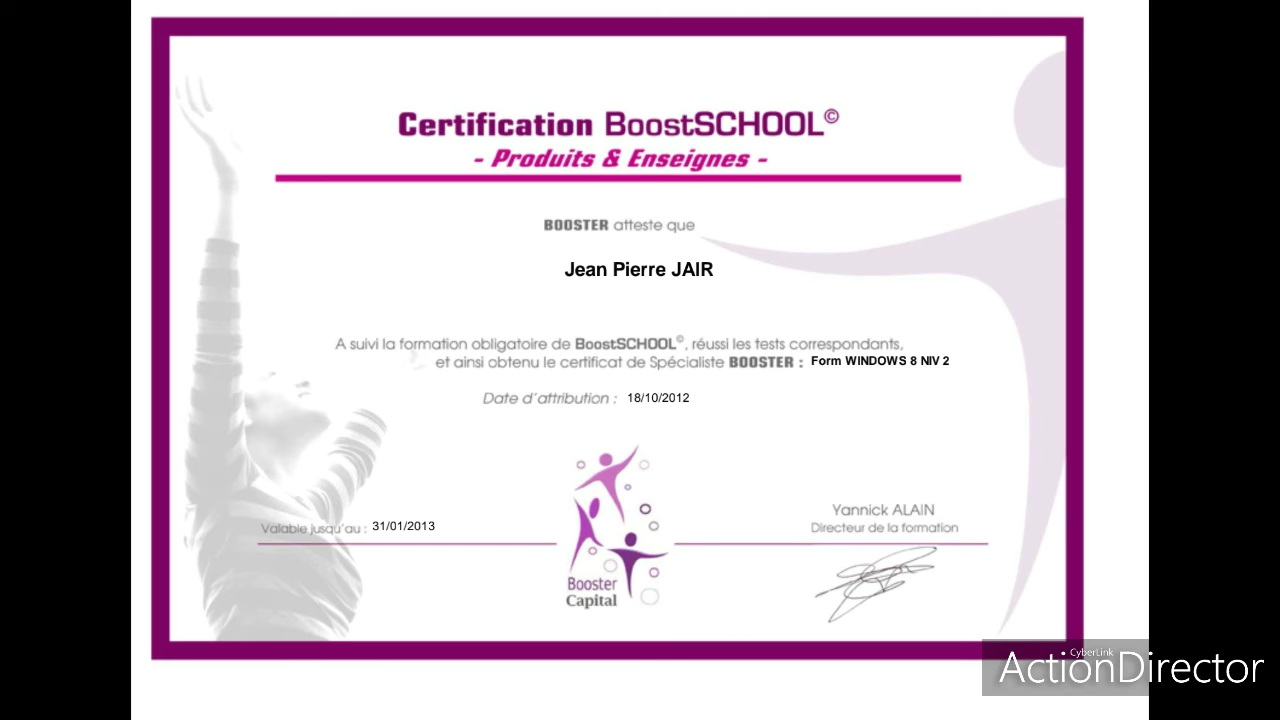 Certification BoostSCHOOL©
- Produits & Enseignes -
BOOSTER atteste que
Jean Pierre JAIR
A suivi la formation obligatoire de BoostSCHOOL©, réussi les tests correspondants,
et ainsi obtenu le certificat de Spécialiste BOOSTER : Form WINDOWS 8 NIV 2
Date d'attribution : 18/10/2012
Yannick ALAIN
Directeur de la formation
Valable jusqu'au : 31/01/2013
Booster
Capital
CyberLink
ActionDirector